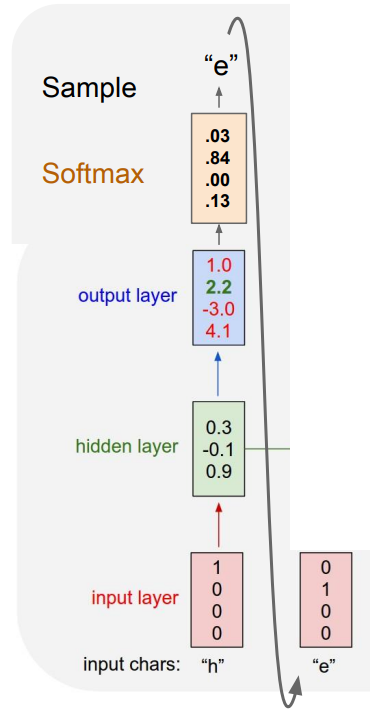 “e”
Sample
.03
.84
.00
.13
Softmax
1.0
2.2
-3.0
4.1
output layer
0.3
-0.1
0.9
hidden layer
1
0
0
0
input layer
0
1
0
0
input chars: “h” “e”